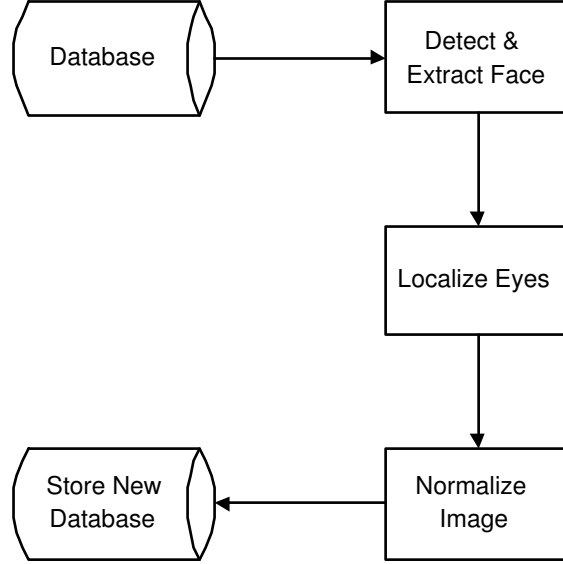 Database
Detect &
Extract Face
Localize Eyes
Store New
Database
Normalize
Image